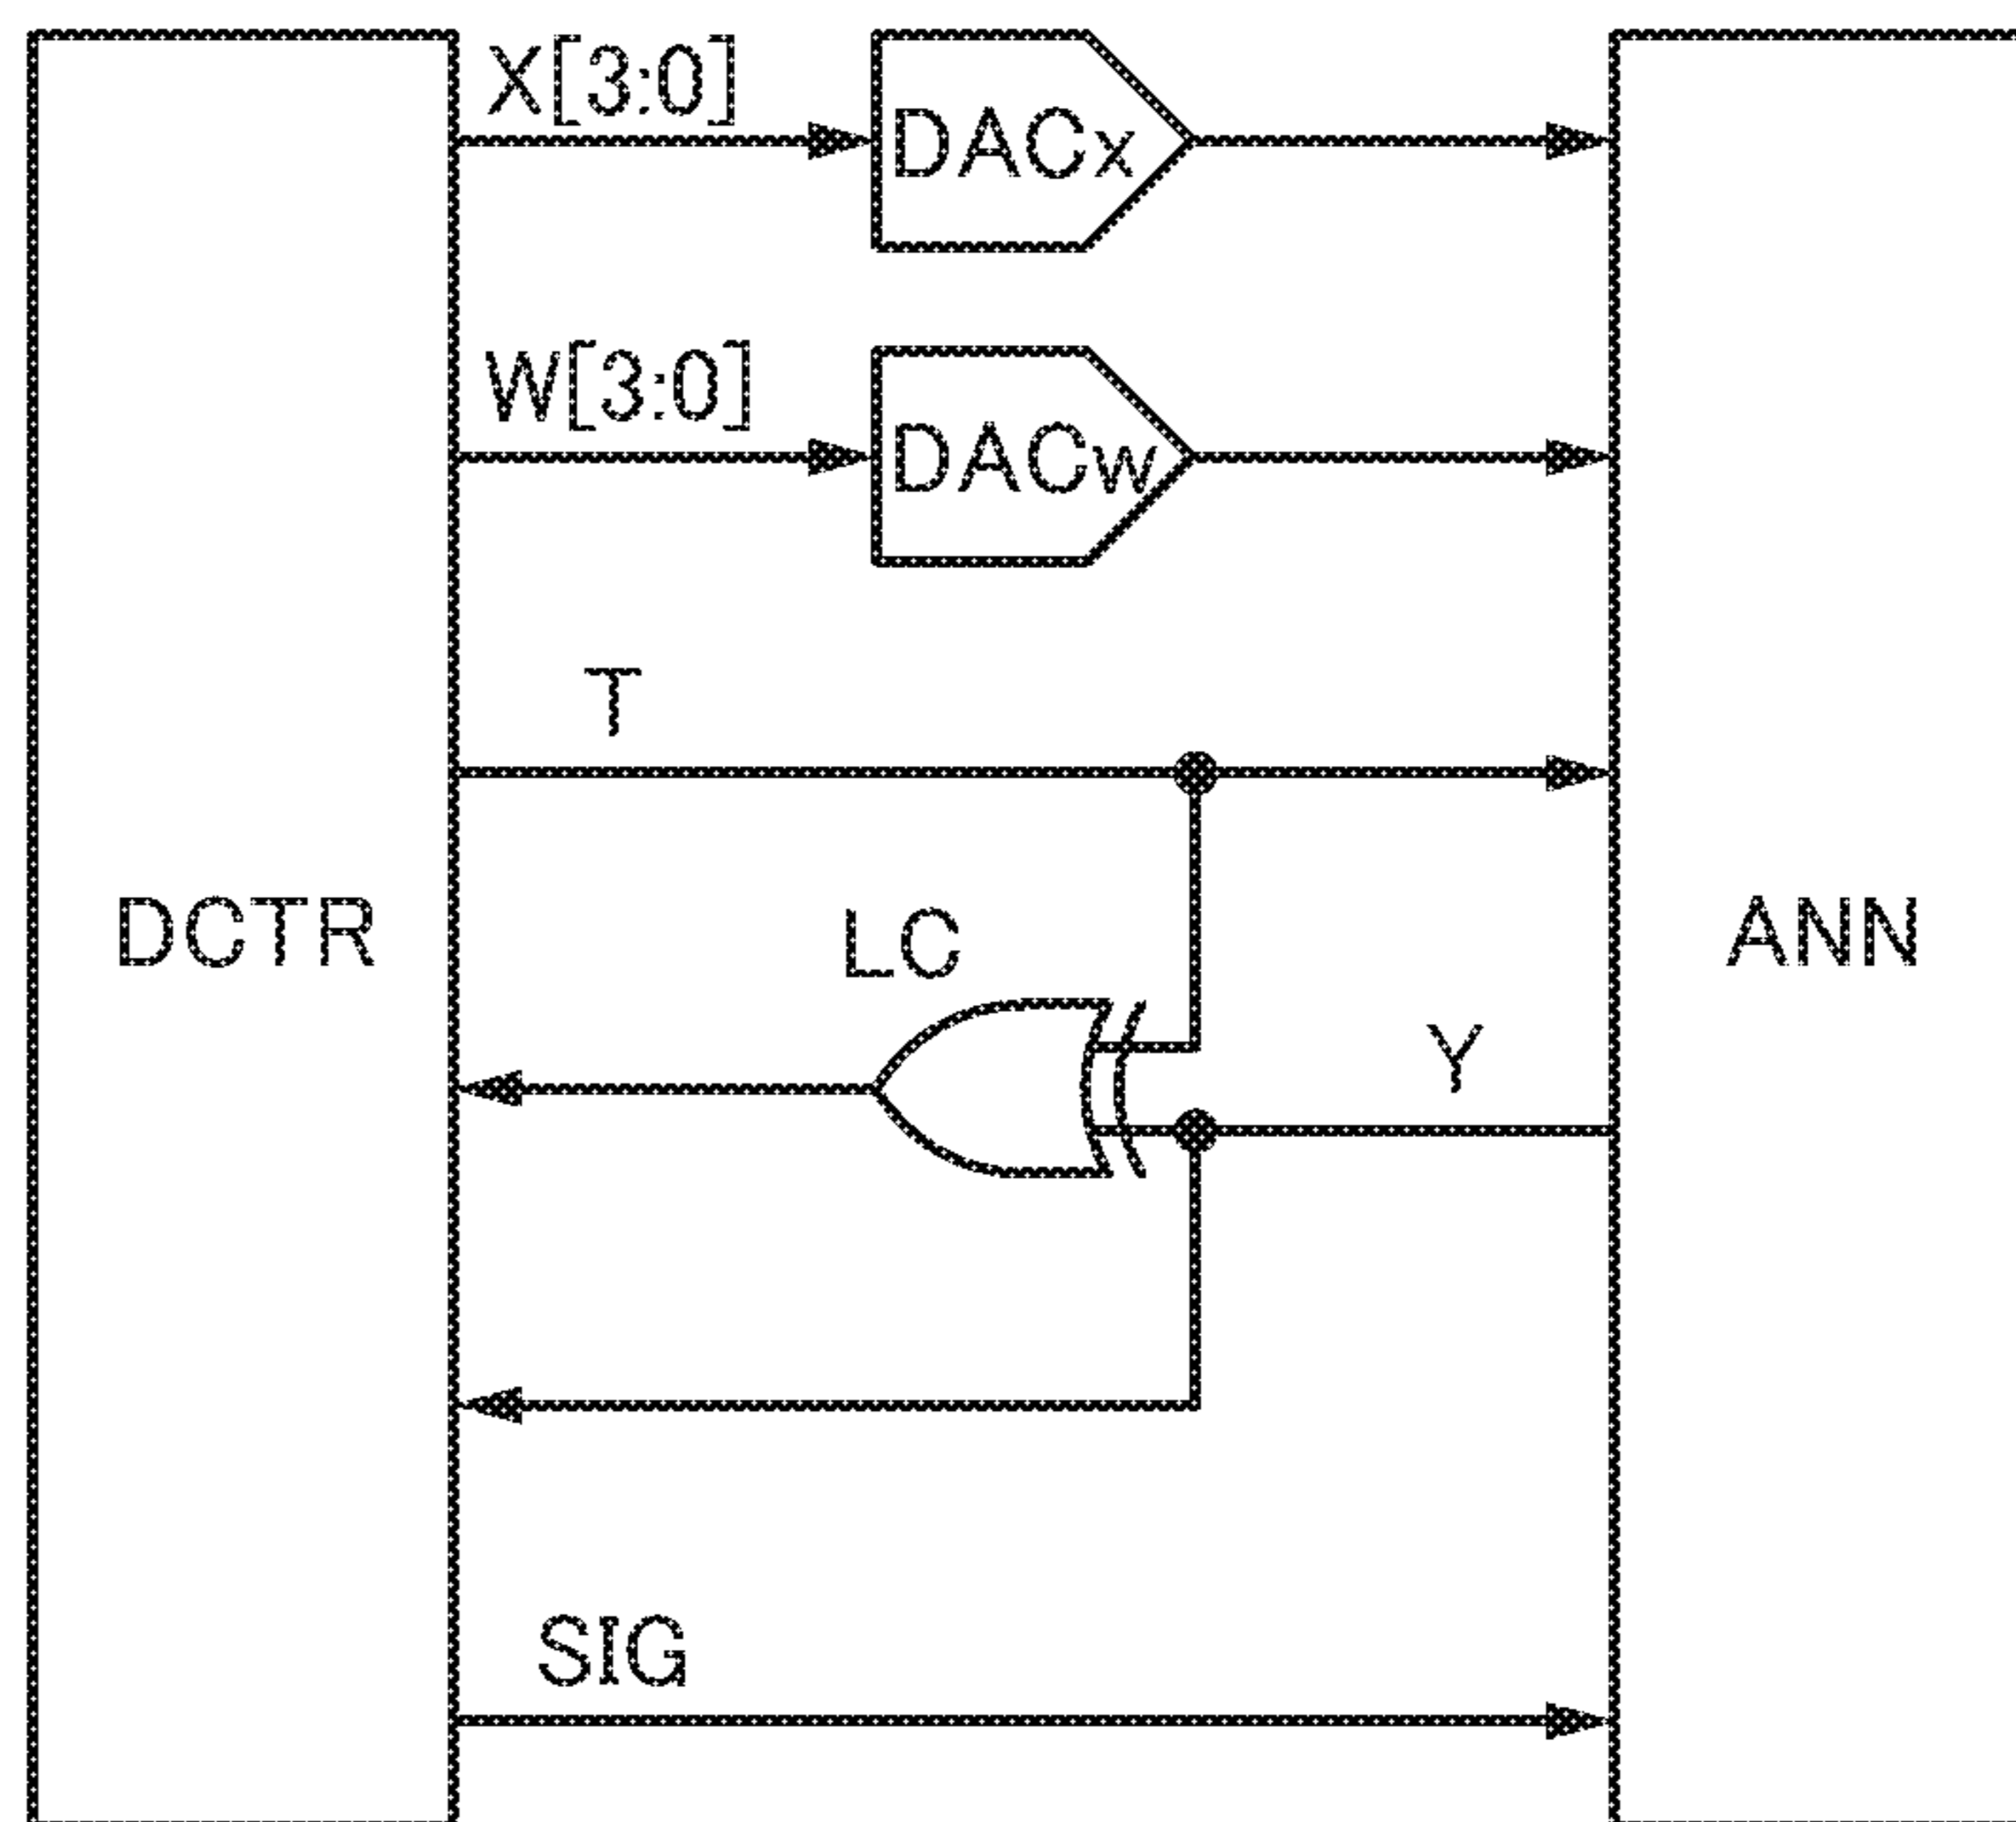 X[3:0]
DACx
W[3:0]
DACw
T
DCTR
LC
ANN
Y
SIG